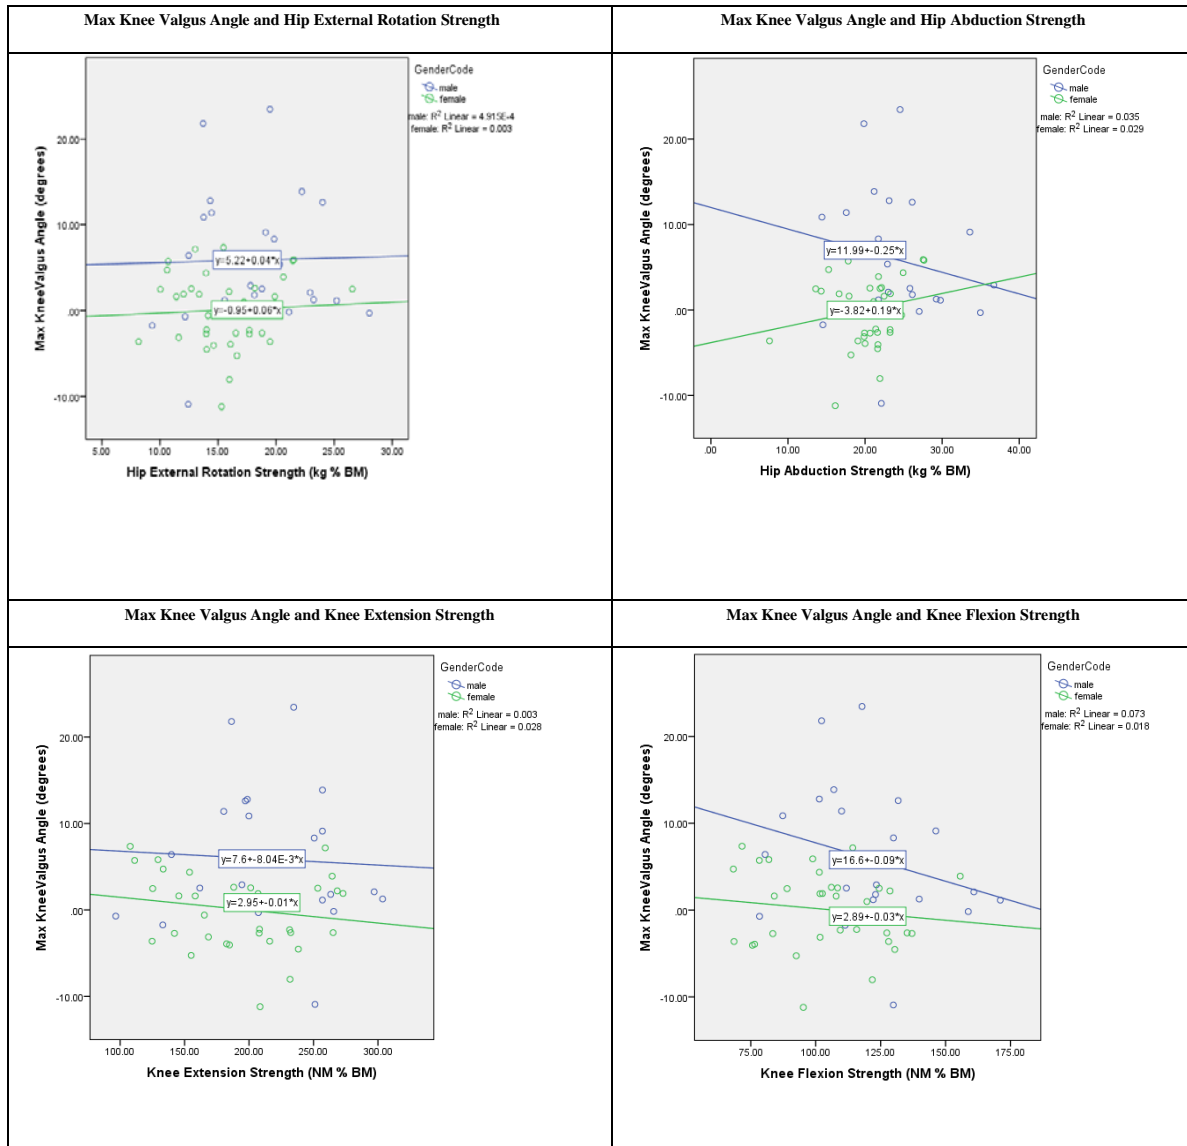 Max Knee Valgus Angle and Hip External Rotation Strength
Max KneeValgus Angle (degrees)
20.00
10.00
.00
-10.00
5.00 10.00 15.00 20.00 25.00 30.00
Hip External Rotation Strength (kg % BM)
GenderCode
male
female
male: R2 Linear = 4.915E-4
female: R2 Linear = 0.003
y=5.22+0.04*x
y=-0.95+0.06*x
Max Knee Valgus Angle and Hip Abduction Strength
Max KneeValgus Angle (degrees)
20.00
10.00
.00
-10.00
.00 10.00 20.00 30.00 40.00
Hip Abduction Strength (kg % BM)
GenderCode
male
female
male: R2 Linear = 0.035
female: R2 Linear = 0.029
y=11.99+-0.25*x
y=-3.82+0.19*x
Max Knee Valgus Angle and Knee Extension Strength
Max KneeValgus Angle (degrees)
20.00
10.00
.00
-10.00
100.00 150.00 200.00 250.00 300.00
Knee Extension Strength (NM % BM)
GenderCode
male
female
male: R2 Linear = 0.003
female: R2 Linear = 0.028
y=7.6+-8.04E-3*x
y=2.95+-0.01*x
Max Knee Valgus Angle and Knee Flexion Strength
Max KneeValgus Angle (degrees)
20.00
10.00
.00
-10.00
75.00 100.00 125.00 150.00 175.00
Knee Flexion Strength (NM % BM)
GenderCode
male
female
male: R2 Linear = 0.073
female: R2 Linear = 0.018
y=16.6+-0.09*x
y=2.89+-0.03*x